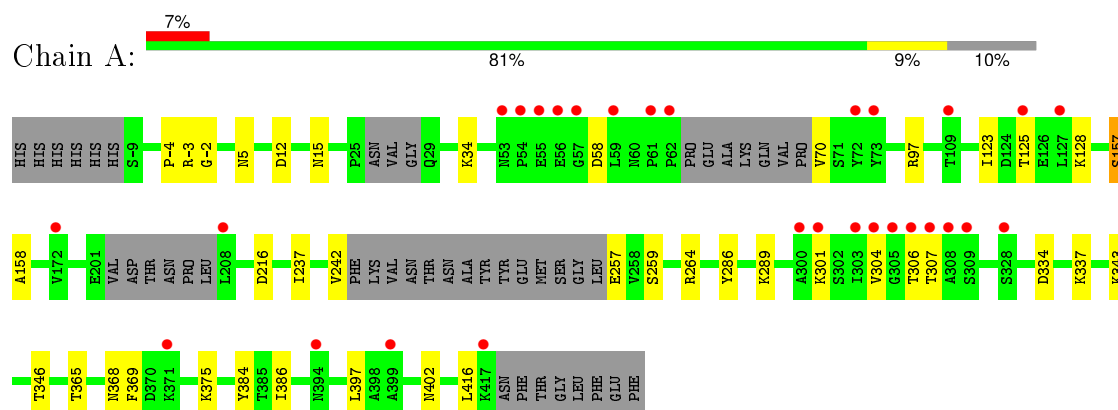 7%
Chain A:
81% 9% 10%
HIS HIS HIS HIS HIS HIS S-9 P-4 R-3 G-2 N5 D12 N15 P25 ASN VAL GLY Q29 K34 N53 P54 E55 E56 G57 D58 L59 N60 P61 P62 PRO GLU ALA LYS GLN VAL PRO V70 S71 Y72 Y73 R97 T109 I123 D124 T125 E126 L127 K128 S157
A158 V172 E201 VAL ASP THR ASN PRO LEU L208 D216 I237 V242 PHE LYS VAL ASN THR ASN ALA TYR TYR GLU MET SER GLY LEU E257 V258 S259 R264 Y286 K289 A300 K301 S302 I303 V304 G305 T306 T307 A308 S309 S328 D334 K337 K343
T346 T365 N368 F369 D370 K371 K375 Y384 T385 I386 N394 L397 A398 A399 N402 L416 K417 ASN PHE THR GLY LEU PHE GLU PHE